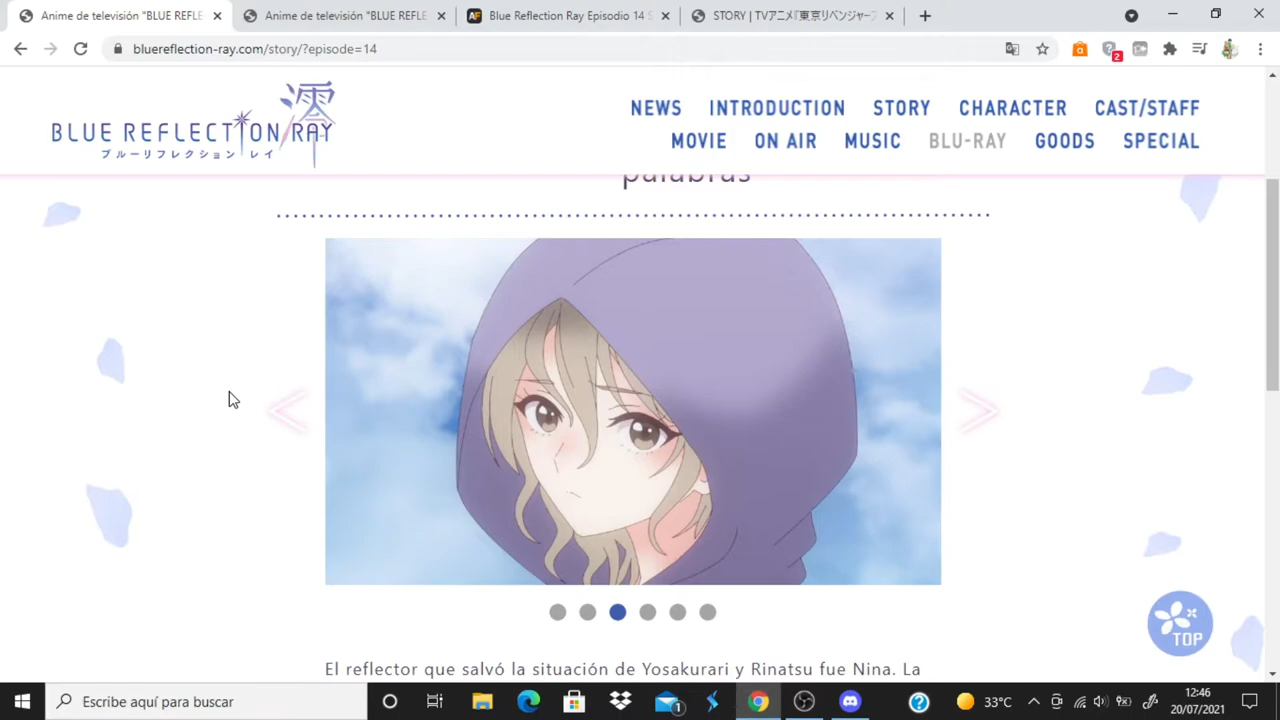 Anime de televisión "BLUE REFLE
Anime de televisión "BLUE REFLE
Blue Reflection Ray Episodio 14 S
STORY | TVアニメ『東京リベンジャーズ
bluereflection-ray.com/story/?episode=14
2
澪
BLUE REFLECTION RAY
ブルーリフレクション レイ
NEWS INTRODUCTION STORY CHARACTER CAST/STAFF
MOVIE ON AIR MUSIC BLU-RAY GOODS SPECIAL
palabras
TOP
El reflector que salvó la situación de Yosakurari y Rinatsu fue Nina. La
Escribe aquí para buscar
1
33°C
12:46
20/07/2021